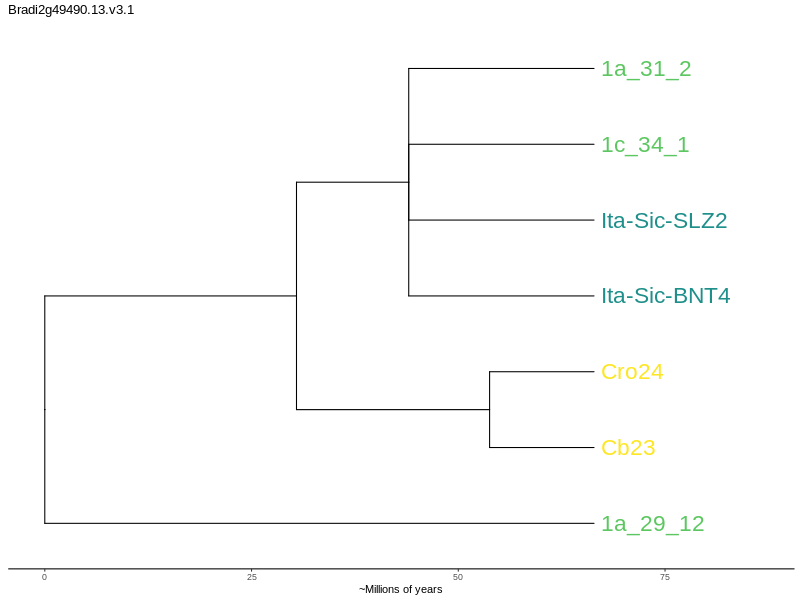 Bradi2g49490.13.v3.1
1a_31_2
1c_34_1
Ita-Sic-SLZ2
Ita-Sic-BNT4
Cro24
Cb23
1a_29_12
0 25 50 75
~Millions of years